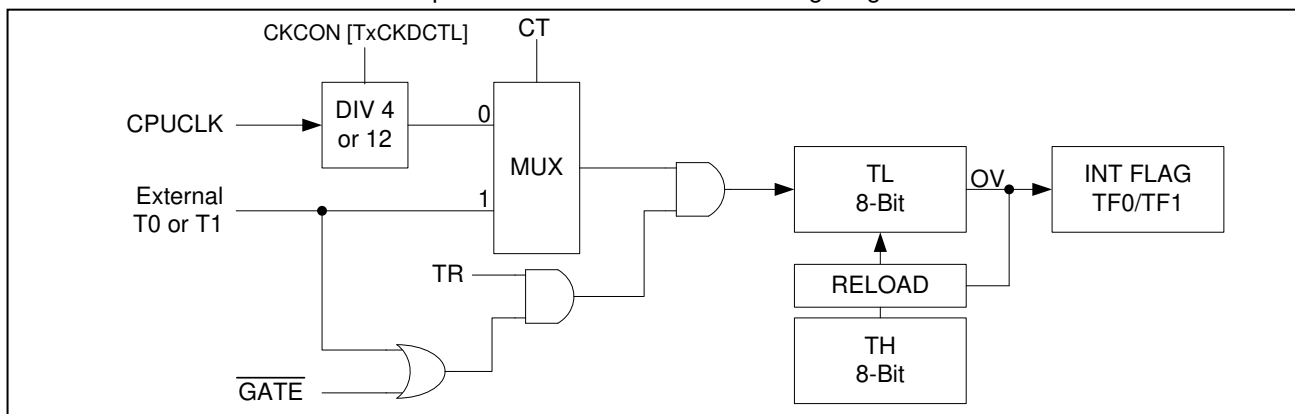 CKCON [TxCKDCTL]
CT
CPUCLK
DIV 4
or 12
0
MUX
External
T0 or T1
1
TL
8-Bit
OV
INT FLAG
TF0/TF1
TR
RELOAD
TH
8-Bit
GATE